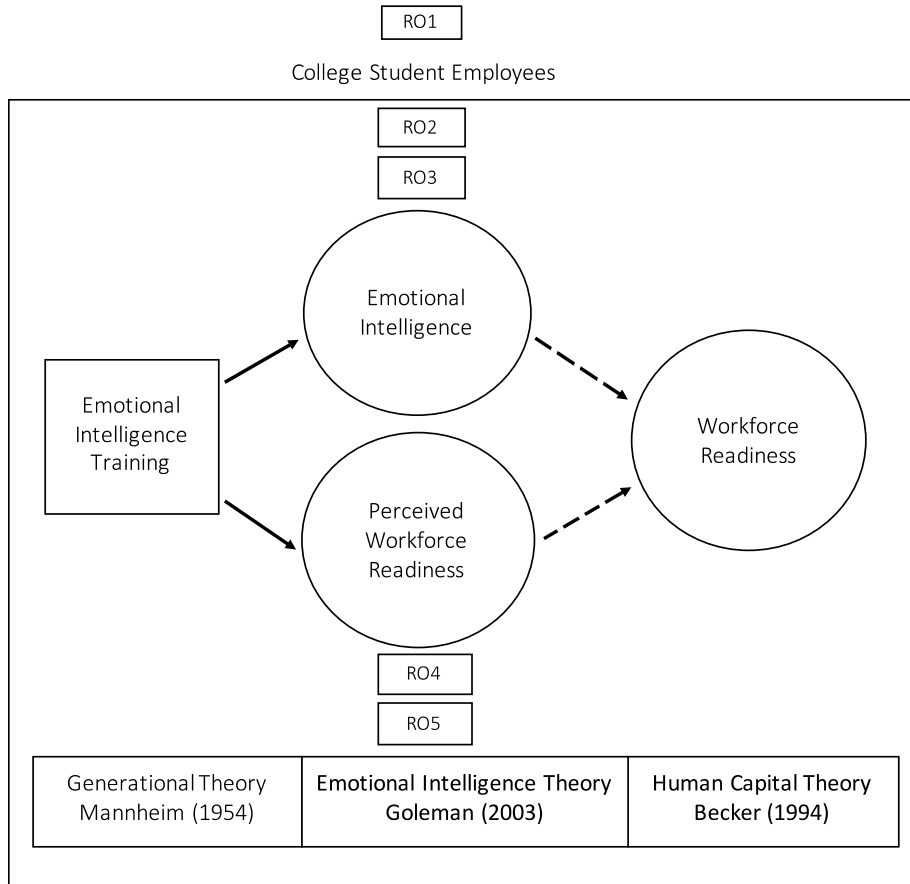 RO1
College Student Employees
RO2
RO3
Emotional
Intelligence
Emotional
Intelligence
Training
Workforce
Readiness
Perceived
Workforce
Readiness
RO4
RO5
Generational Theory
Mannheim (1954)
Emotional Intelligence Theory
Goleman (2003)
Human Capital Theory
Becker (1994)